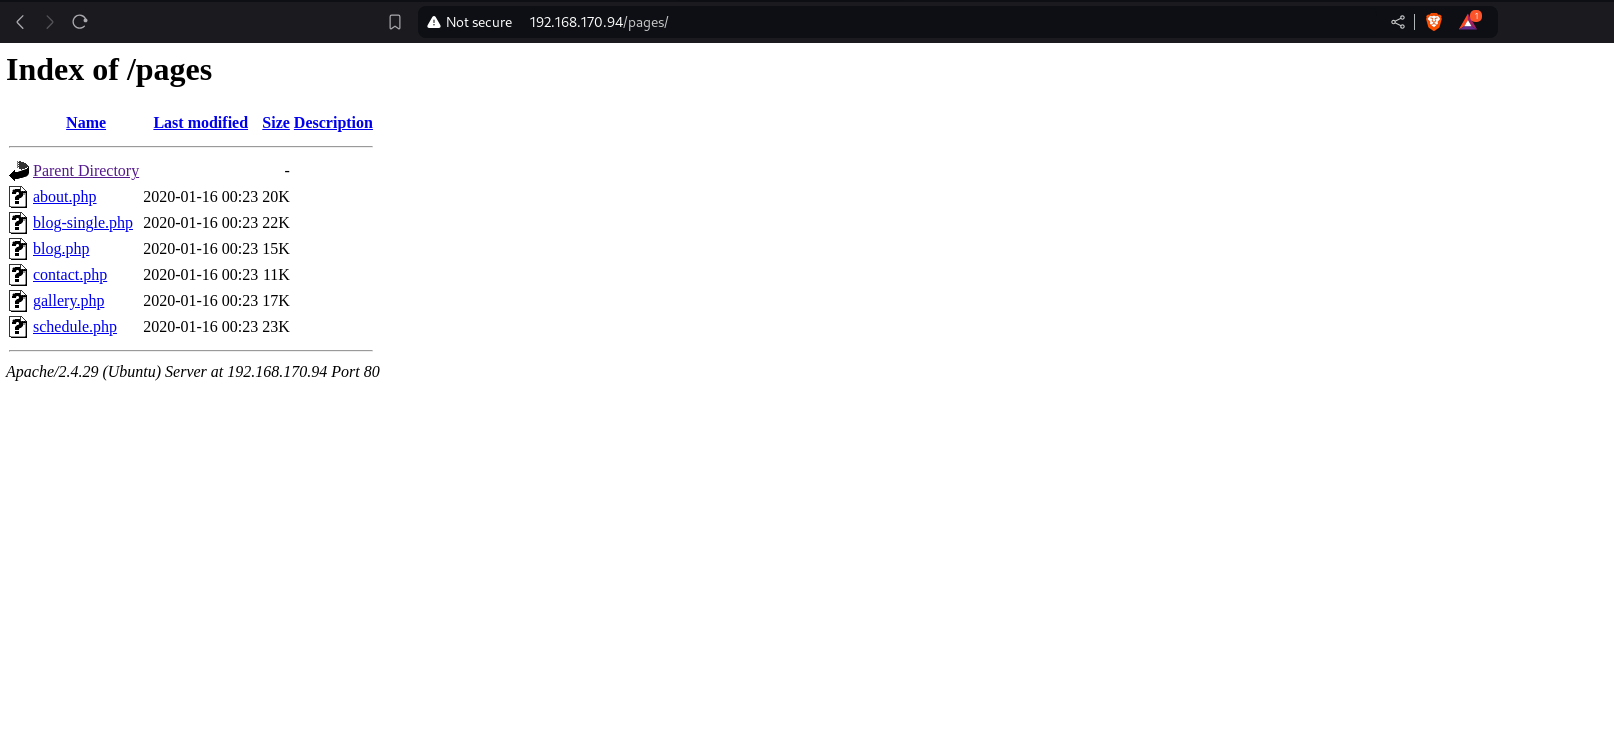 Not secure 192.168.170.94/pages/
1
Index of /pages
Name Last modified Size Description
Parent Directory -
about.php 2020-01-16 00:23 20K
blog-single.php 2020-01-16 00:23 22K
blog.php 2020-01-16 00:23 15K
contact.php 2020-01-16 00:23 11K
gallery.php 2020-01-16 00:23 17K
schedule.php 2020-01-16 00:23 23K
Apache/2.4.29 (Ubuntu) Server at 192.168.170.94 Port 80